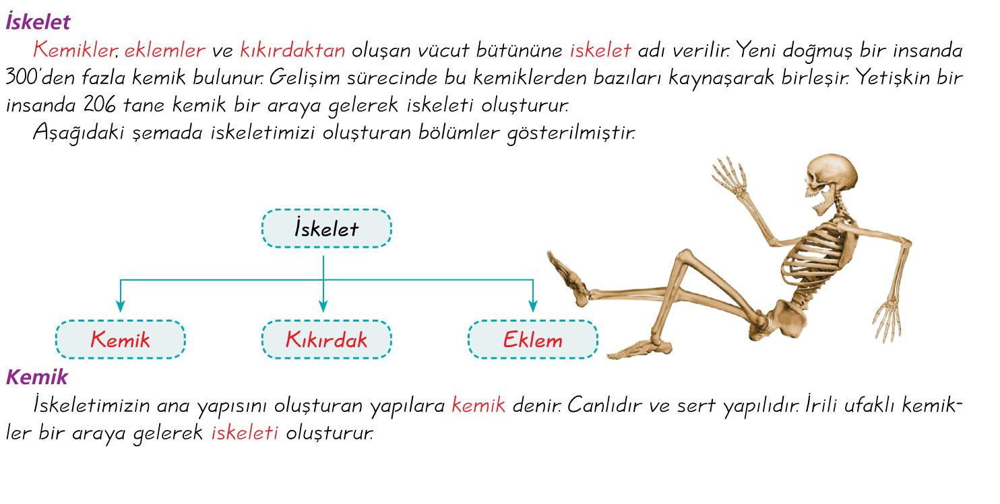 İskelet
Kemikler, eklemler ve kıkırdaktan oluşan vücut bütününe iskelet adı verilir. Yeni doğmuş bir insanda
300'den fazla kemik bulunur. Gelişim sürecinde bu kemiklerden bazıları kaynaşarak birleşir. Yetişkin bir
insanda 206 tane kemik bir araya gelerek iskeleti oluşturur.
Aşağıdaki şemada iskeletimizi oluşturan bölümler gösterilmiştir.
İskelet
Kemik
Kıkırdak
Eklem
Kemik
İskeletimizin ana yapısını oluşturan yapılara kemik denir. Canlıdır ve sert yapılıdır. İrili ufaklı kemik-
ler bir araya gelerek iskeleti oluşturur.